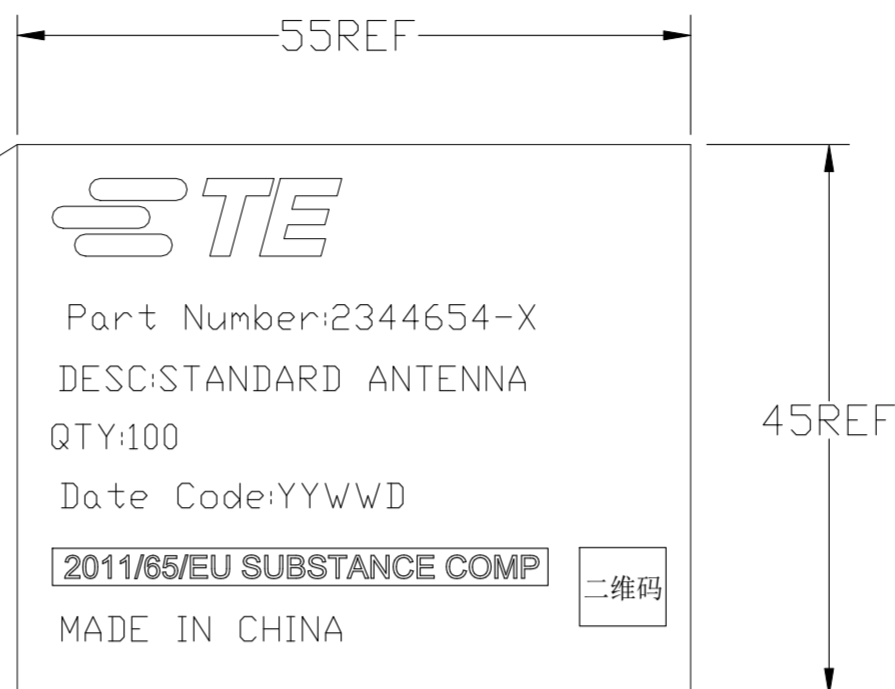 55REF
TE
Part Number:2344654-X
DESC:STANDARD ANTENNA
45REF
QTY:100
Date Code:YYWWD
2011/65/EU SUBSTANCE COMP
二维码
MADE IN CHINA